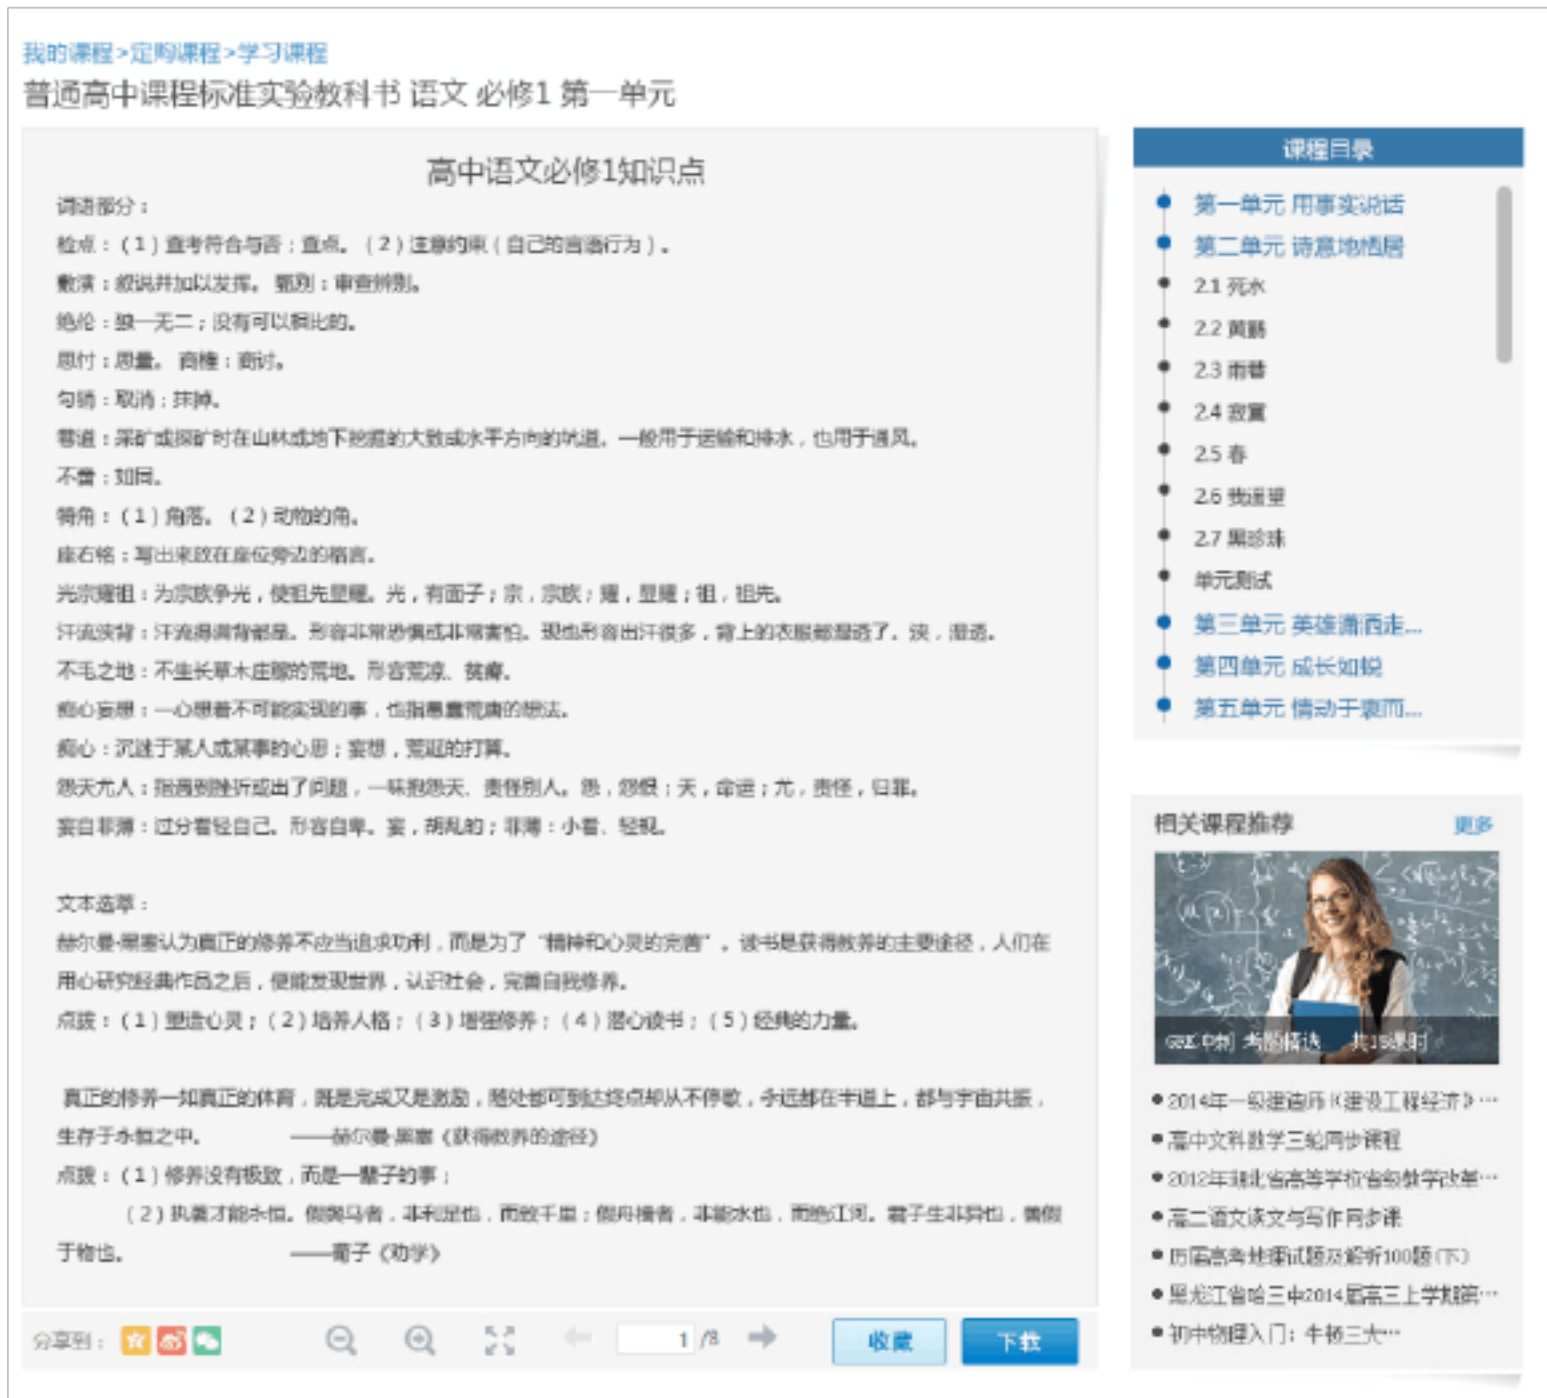 我的课程>定购课程>学习课程
普通高中课程标准实验教科书 语文 必修1 第一单元
高中语文必修1知识点
词语部分：
检点：（1）查考符合与否；查点。（2）注意约束（自己的言语行为）。
敷演：叙说并加以发挥。 甄别：审查辨别。
绝伦：独一无二；没有可以相比的。
思忖：思量。 商榷：商讨。
勾销：取消；抹掉。
巷道：采矿或探矿时在山林或地下挖掘的大致成水平方向的坑道。一般用于运输和排水，也用于通风。
不啻：如同。
犄角：（1）角落。（2）动物的角。
座右铭：写出来放在座位旁边的格言。
光宗耀祖：为宗族争光，使祖先显耀。光，有面子；宗，宗族；耀，显耀；祖，祖先。
汗流浃背：汗流得满背都是。形容非常恐惧或非常害怕。现也形容出汗很多，背上的衣服都湿透了。浃，湿透。
不毛之地：不生长草木庄稼的荒地。形容荒凉、贫瘠。
痴心妄想：一心想着不可能实现的事，也指愚蠢荒唐的想法。
痴心：沉迷于某人或某事的心思；妄想，荒诞的打算。
怨天尤人：指遇到挫折或出了问题，一味抱怨天、责怪别人。怨，怨恨；天，命运；尤，责怪，归罪。
妄自菲薄：过分看轻自己。形容自卑。妄，胡乱的；菲薄：小看、轻视。
文本选萃：
赫尔曼·黑塞认为真正的修养不应当追求功利，而是为了“精神和心灵的完善”。读书是获得教养的主要途径，人们在
用心研究经典作品之后，便能发现世界，认识社会，完善自我修养。
点拨：（1）塑造心灵；（2）培养人格；（3）增强修养；（4）潜心读书；（5）经典的力量。
真正的修养一如真正的体育，既是完成又是激励，随处都可到达终点却从不停歇，永远都在半道上，都与宇宙共振，
生存于永恒之中。 ——赫尔曼·黑塞《获得教养的途径》
点拨：（1）修养没有极致，而是一辈子的事；
（2）执著才能永恒。假舆马者，非利足也，而致千里；假舟楫者，非能水也，而绝江河。君子生非异也，善假
于物也。 ——荀子《劝学》
分享到：
1 /8
收藏
下载
课程目录
第一单元 用事实说话
第二单元 诗意地栖居
2.1 死水
2.2 黄鹂
2.3 雨巷
2.4 寂寞
2.5 春
2.6 我遥望
2.7 黑珍珠
单元测试
第三单元 英雄潇洒走...
第四单元 成长如蜕
第五单元 情动于衷而...
相关课程推荐
更多
冲刺 考题精选 共15课时
2014年一级建造师《建设工程经济》···
高中文科数学三轮同步课程
2012年湖北省高等学校省级教学改革···
高二语文读文与写作同步课
历届高考地理试题及解析100题(下)
黑龙江省哈三中2014届高三上学期第···
初中物理入门：牛顿三大···